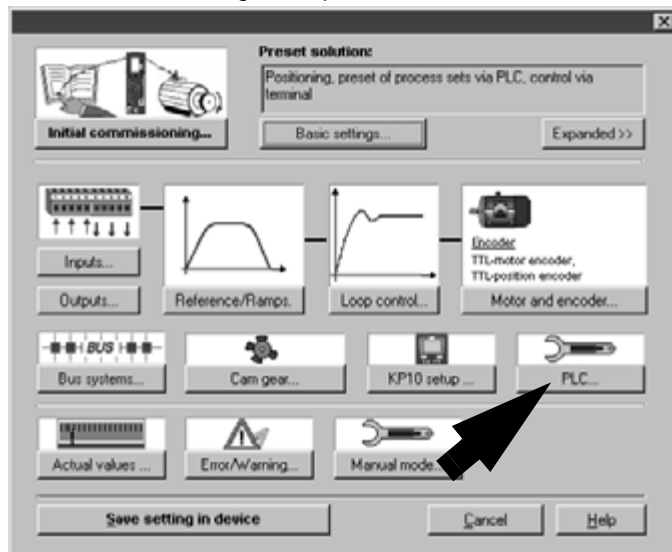 Preset solution:
Positioning, preset of process sets via PLC, control via
terminal
Initial commissioning...
Basic settings...
Expanded >>
Encoder
TTL-motor encoder,
TTL-position encoder
Inputs...
Outputs...
Reference/Ramps.
Loop control...
Motor and encoder...
BUS
Bus systems...
Cam gear...
KP10 setup ...
PLC...
Actual values ...
Error/Warning...
Manual mode...
Save setting in device
Cancel
Help